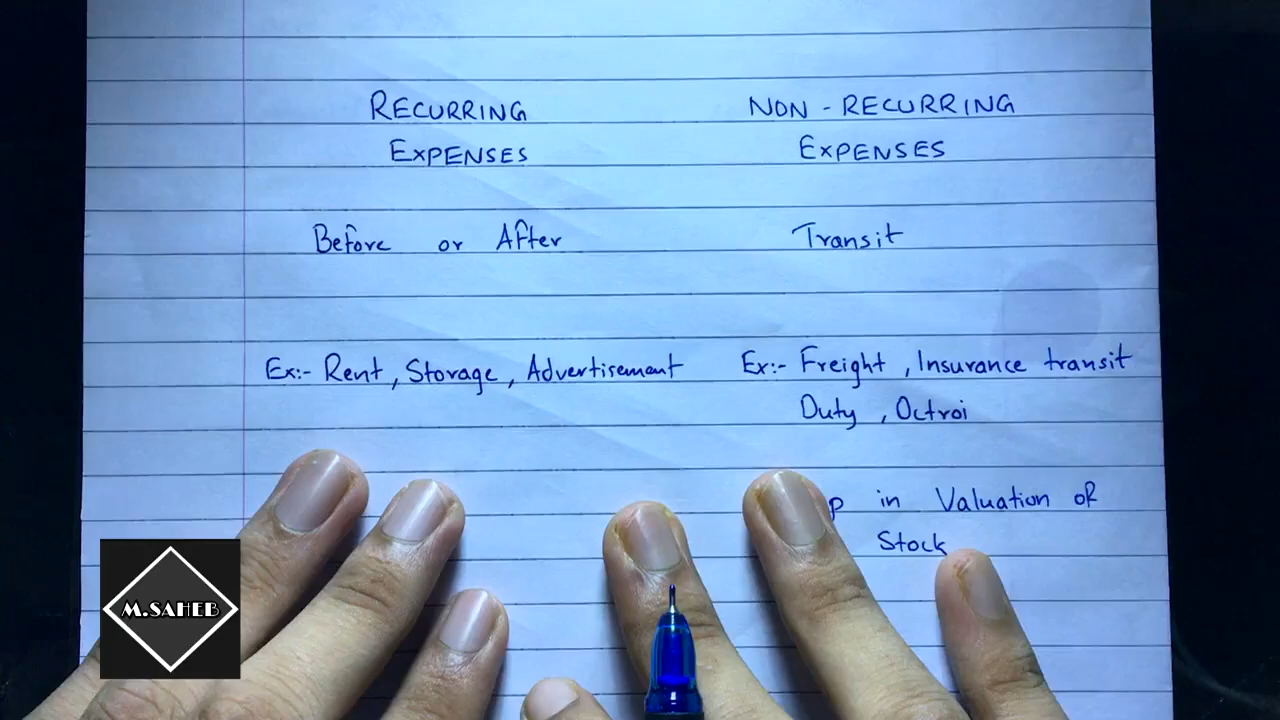 RECURRING
EXPENSES
NON - RECURRING
EXPENSES
Before or After
Transit
Ex:- Rent, Storage, Advertisement
Ex:- Freight, Insurance transit
Duty, Octroi
in Valuation of
Stock
M.SAHEB